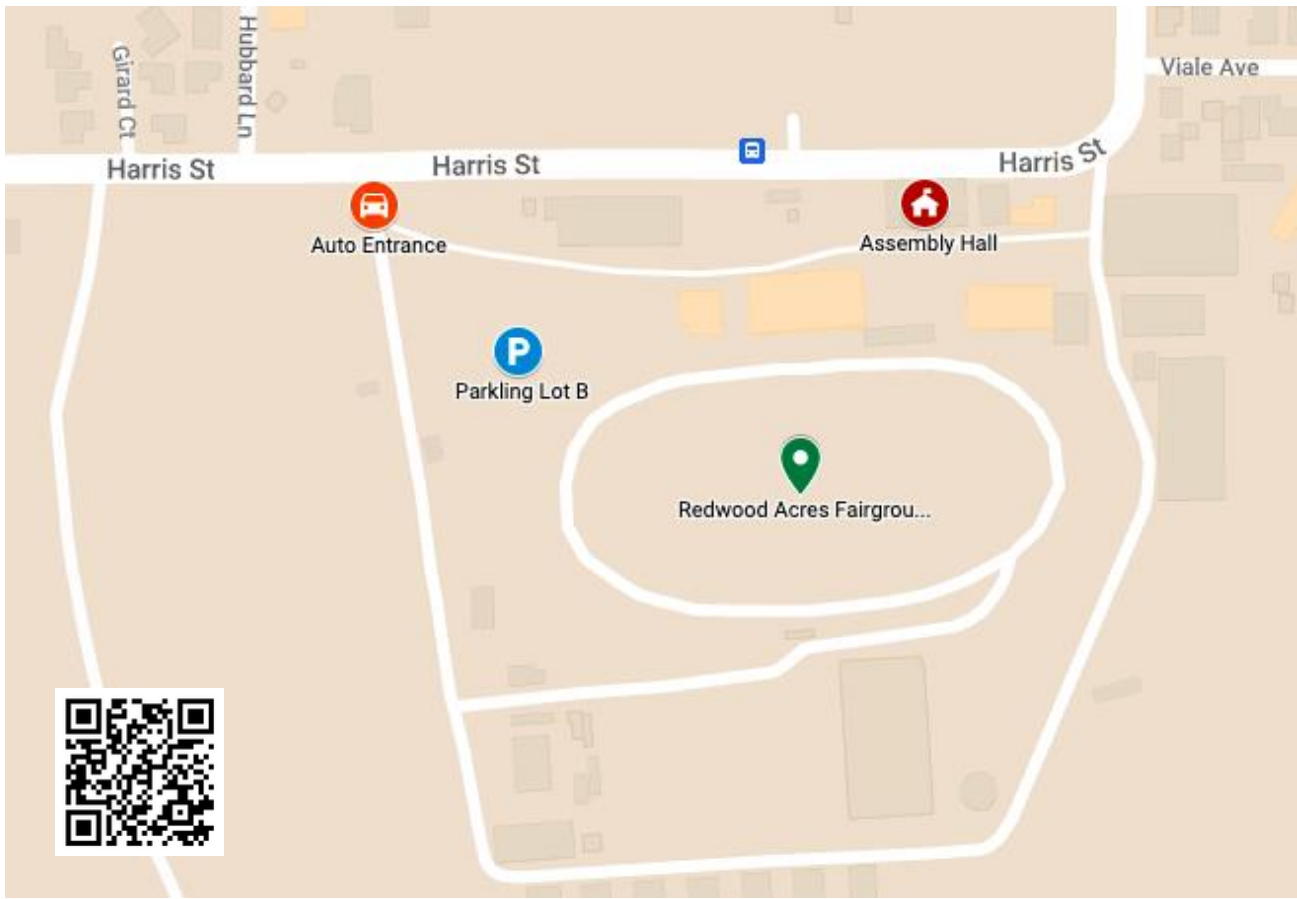 Girard Ct
Hubbard Ln
Viale Ave
Harris St
Harris St
Harris St
Auto Entrance
Assembly Hall
P
Parkling Lot B
Redwood Acres Fairgrou...